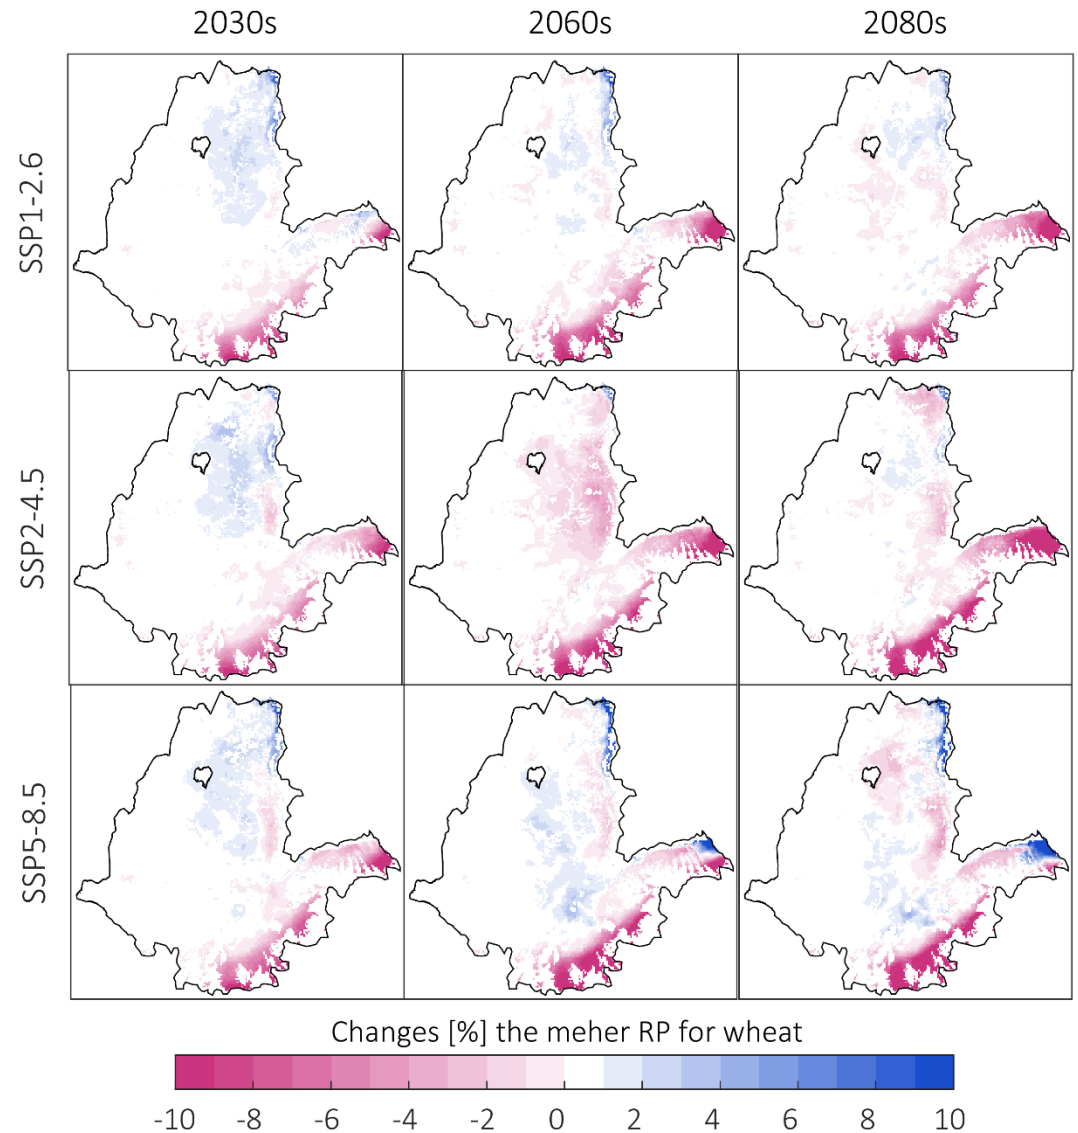 2030s 2060s 2080s
SSP1-2.6
SSP2-4.5
SSP5-8.5
Changes [%] the meher RP for wheat
-10 -8 -6 -4 -2 0 2 4 6 8 10